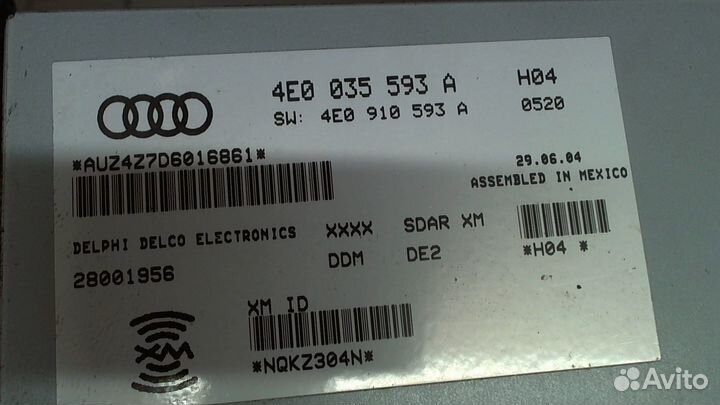 4E0 035 593 A H04
SW: 4E0 910 593 A 0520
*AUZ4Z7D6016861*
29.06.04
ASSEMBLED IN MEXICO
DELPHI DELCO ELECTRONICS XXXX SDAR XM
28001956 DDM DE2 *H04 *
XM ID
XM
*NQKZ304N*
Avito